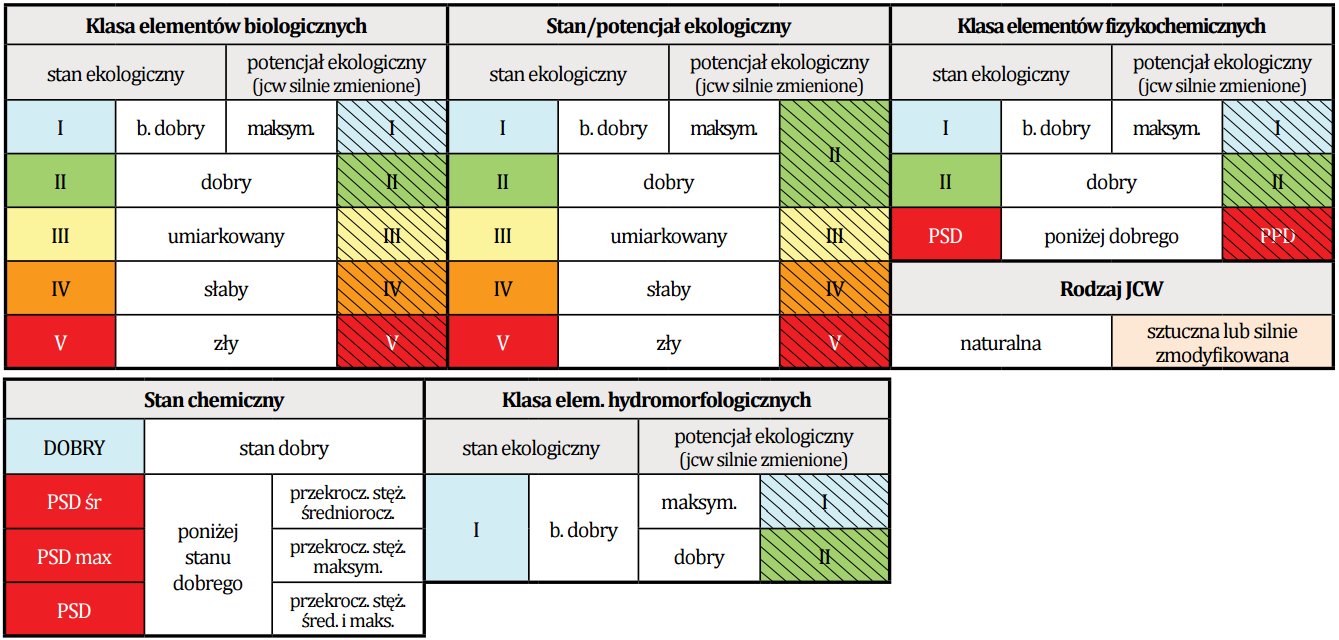 Klasa elementów biologicznych
Stan/potencjał ekologiczny
Klasa elementów fizykochemicznych
stan ekologiczny
potencjał ekologiczny
(jcw silnie zmienione)
stan ekologiczny
potencjał ekologiczny
(jcw silnie zmienione)
stan ekologiczny
potencjał ekologiczny
(jcw silnie zmienione)
I
b. dobry
maksym.
I
I
b. dobry
maksym.
II
I
b. dobry
maksym.
I
II
dobry
II
II
dobry
II
dobry
II
III
umiarkowany
III
III
umiarkowany
III
PSD
poniżej dobrego
PPD
IV
słaby
IV
IV
słaby
IV
Rodzaj JCW
V
zły
V
V
zły
V
naturalna
sztuczna lub silnie
zmodyfikowana
Stan chemiczny
Klasa elem. hydromorfologicznych
DOBRY
stan dobry
stan ekologiczny
potencjał ekologiczny
(jcw silnie zmienione)
PSD śr
poniżej
stanu
dobrego
przekrocz. stęż.
średniorocz.
I
b. dobry
maksym.
I
PSD max
przekrocz. stęż.
maksym.
dobry
II
PSD
przekrocz. stęż.
śred. i maks.